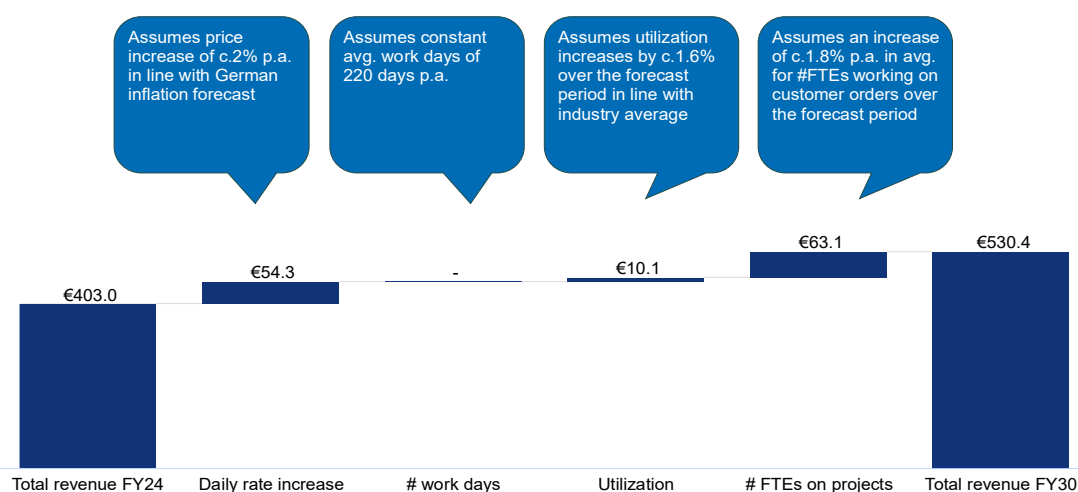 Assumes price
increase of c.2% p.a.
in line with German
inflation forecast
Assumes constant
avg. work days of
220 days p.a.
Assumes utilization
increases by c.1.6%
over the forecast
period in line with
industry average
Assumes an increase
of c.1.8% p.a. in avg.
for #FTEs working on
customer orders over
the forecast period
€403.0
€54.3
-
€10.1
€63.1
€530.4
Total revenue FY24
Daily rate increase
# work days
Utilization
# FTEs on projects
Total revenue FY30